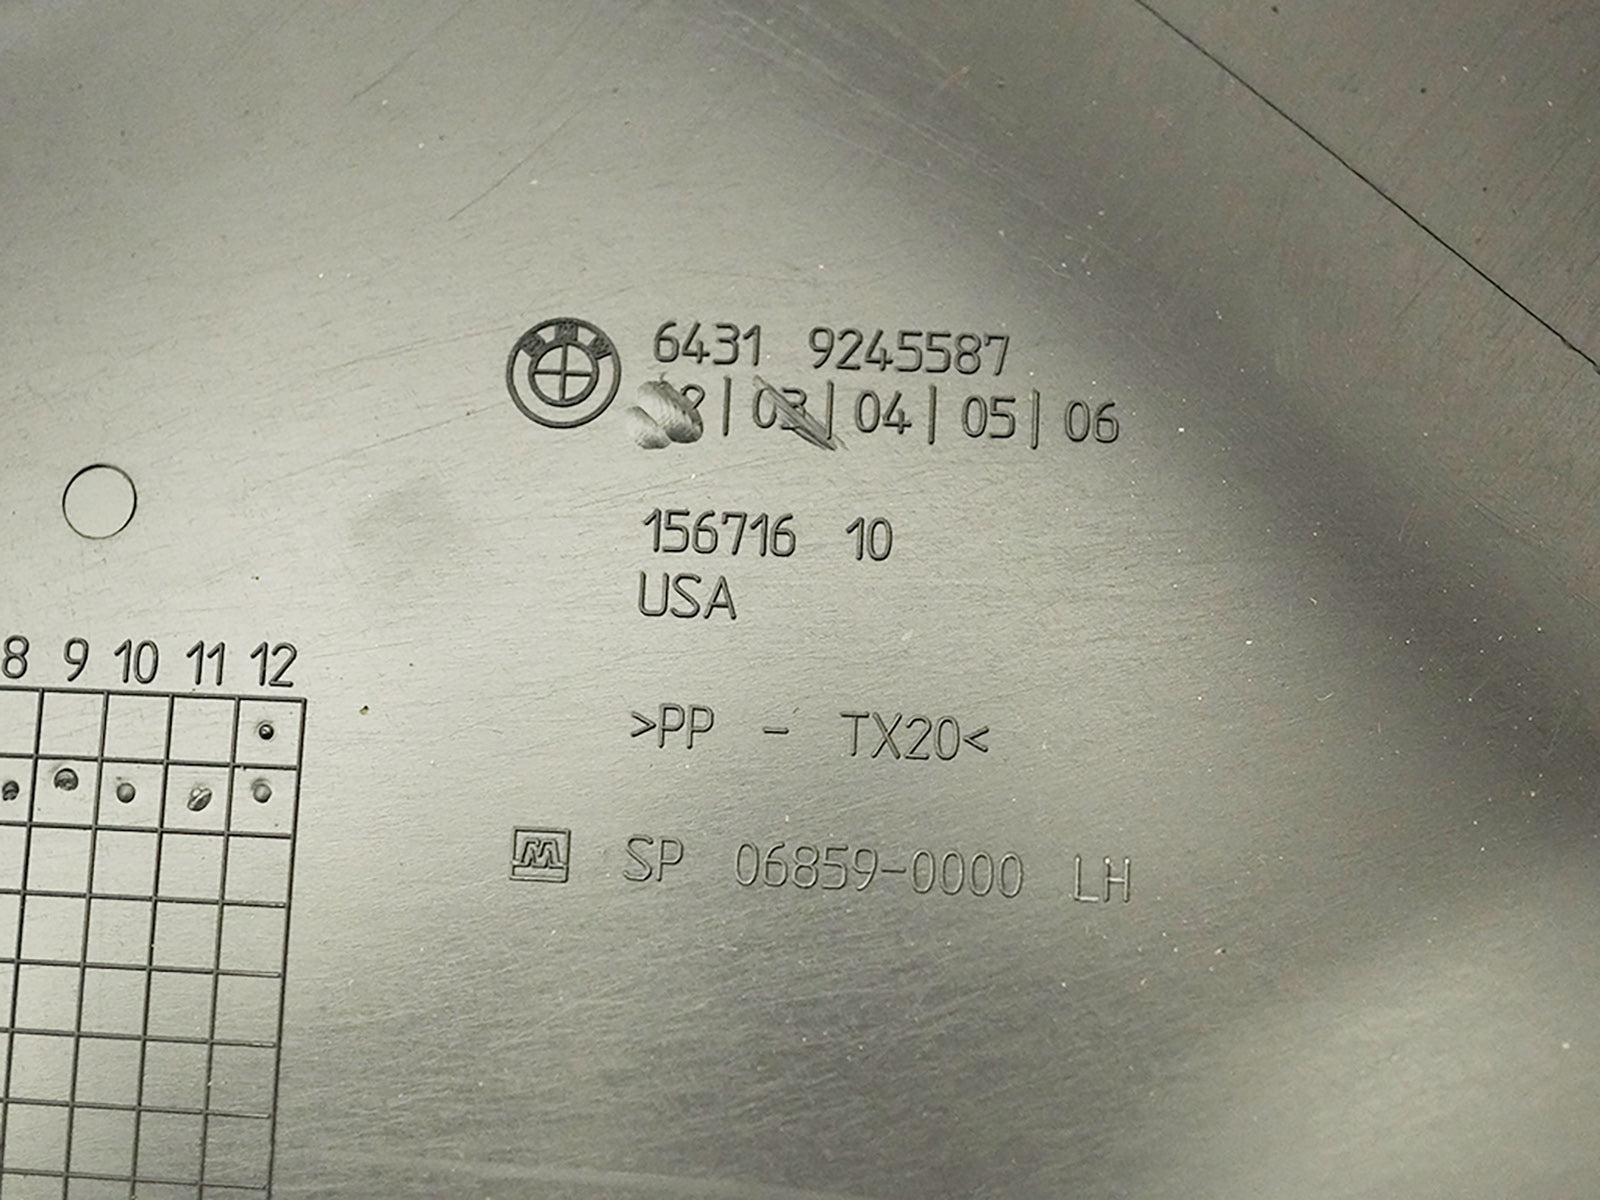 6431 9245587
| 03 | 04 | 05 | 06
156716 10
USA
8 9 10 11 12
>PP - TX20<
SP 06859-0000 LH